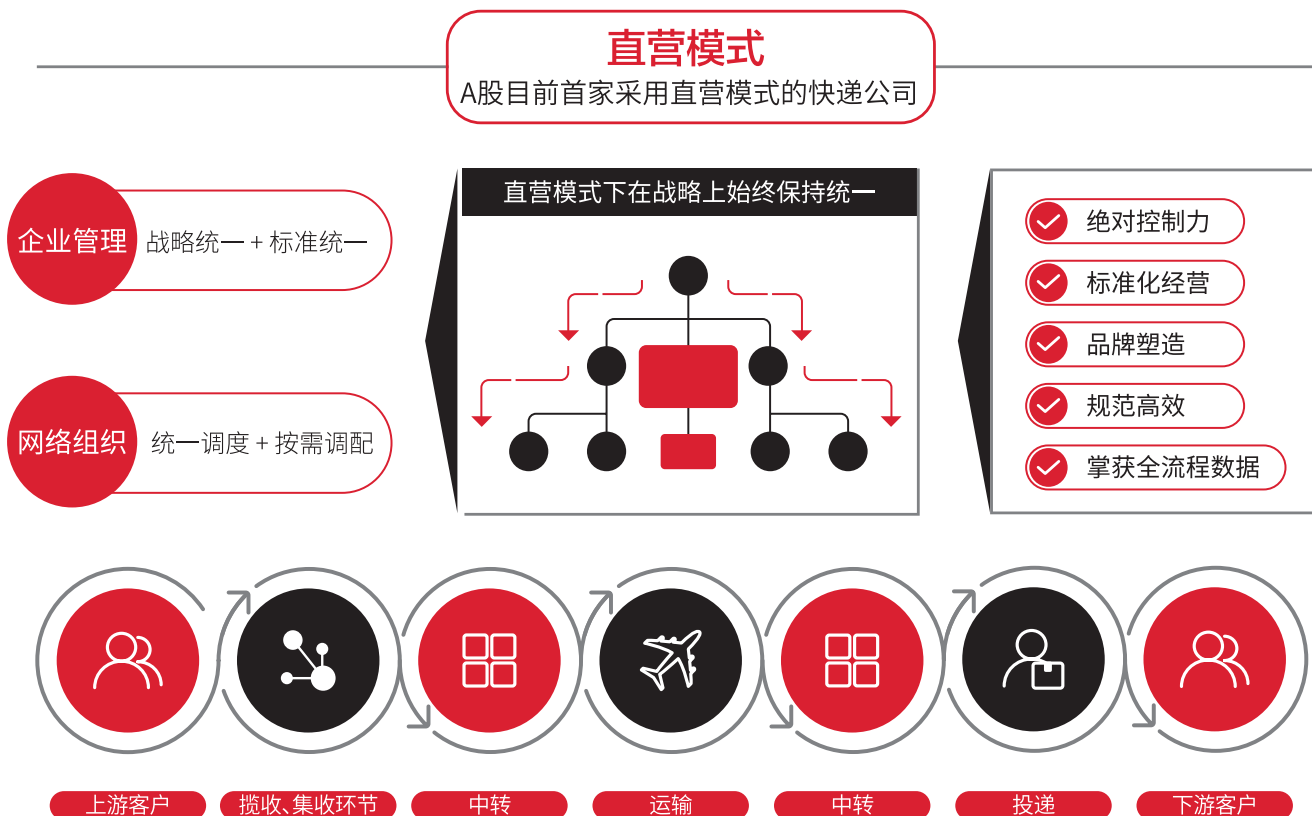 直营模式
A股目前首家采用直营模式的快递公司
企业管理
战略统一 + 标准统一
网络组织
统一调度 + 按需调配
直营模式下在战略上始终保持统一
绝对控制力
标准化经营
品牌塑造
规范高效
掌获全流程数据
上游客户
揽收、集收环节
中转
运输
中转
投递
下游客户